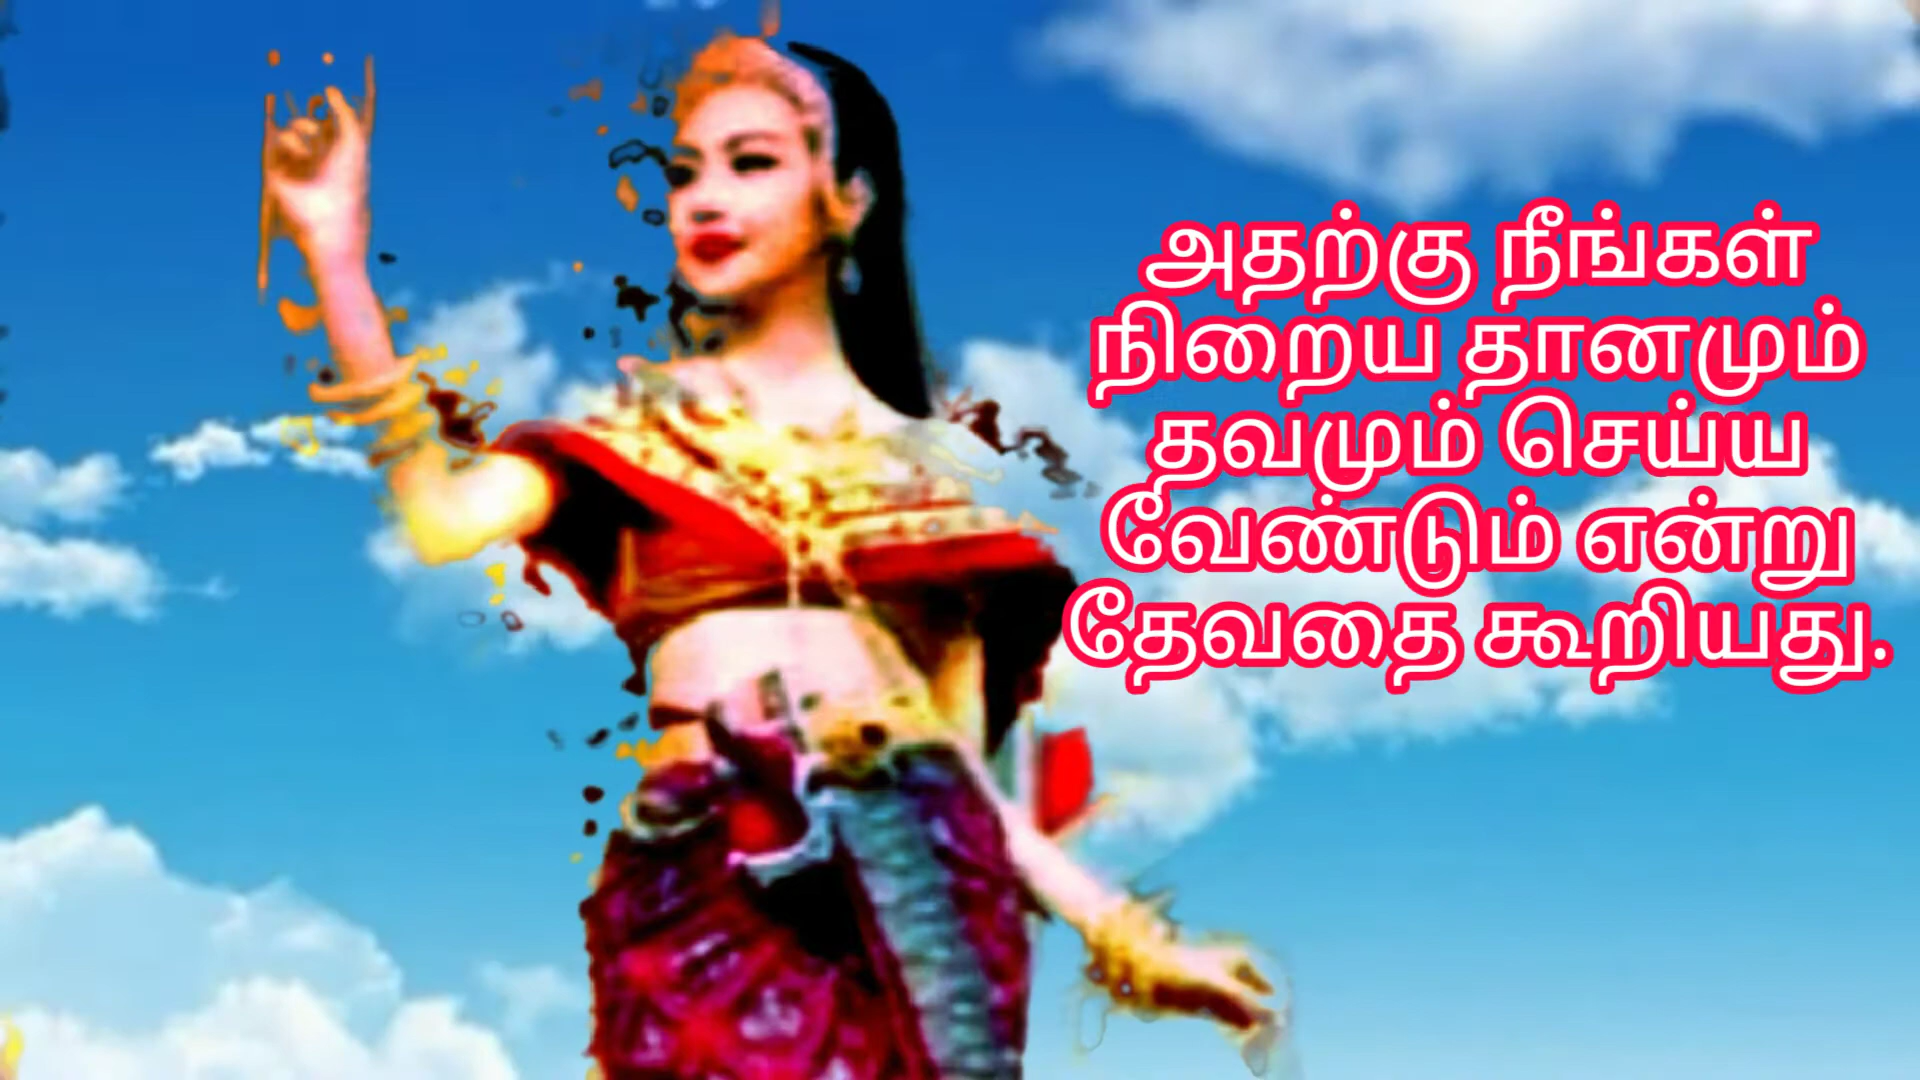 அதற்கு நீங்கள்
நிறைய தானமும்
தவமும் செய்ய
வேண்டும் என்று
தேவதை கூறியது.